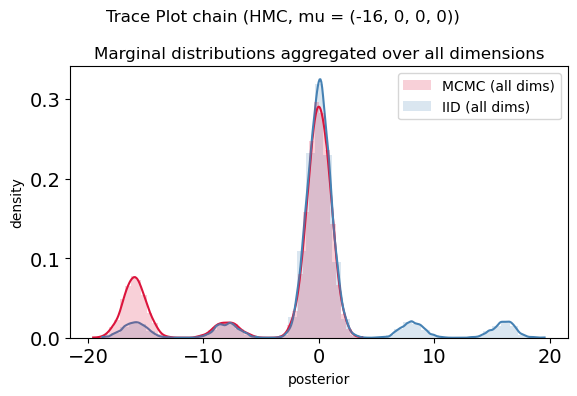 Trace Plot chain (HMC, mu = (-16, 0, 0, 0))
Marginal distributions aggregated over all dimensions
MCMC (all dims)
IID (all dims)
density
0.3
0.2
0.1
0.0
−20
−10
0
10
20
posterior